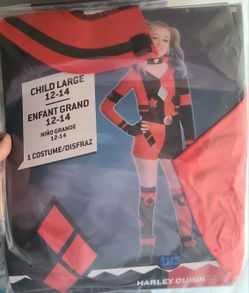 CHILD LARGE
12-14
ENFANT GRAND
12-14
NIÑO GRANDE
12-14
1 COSTUME/DISFRAZ
DC
HARLEY QUINN